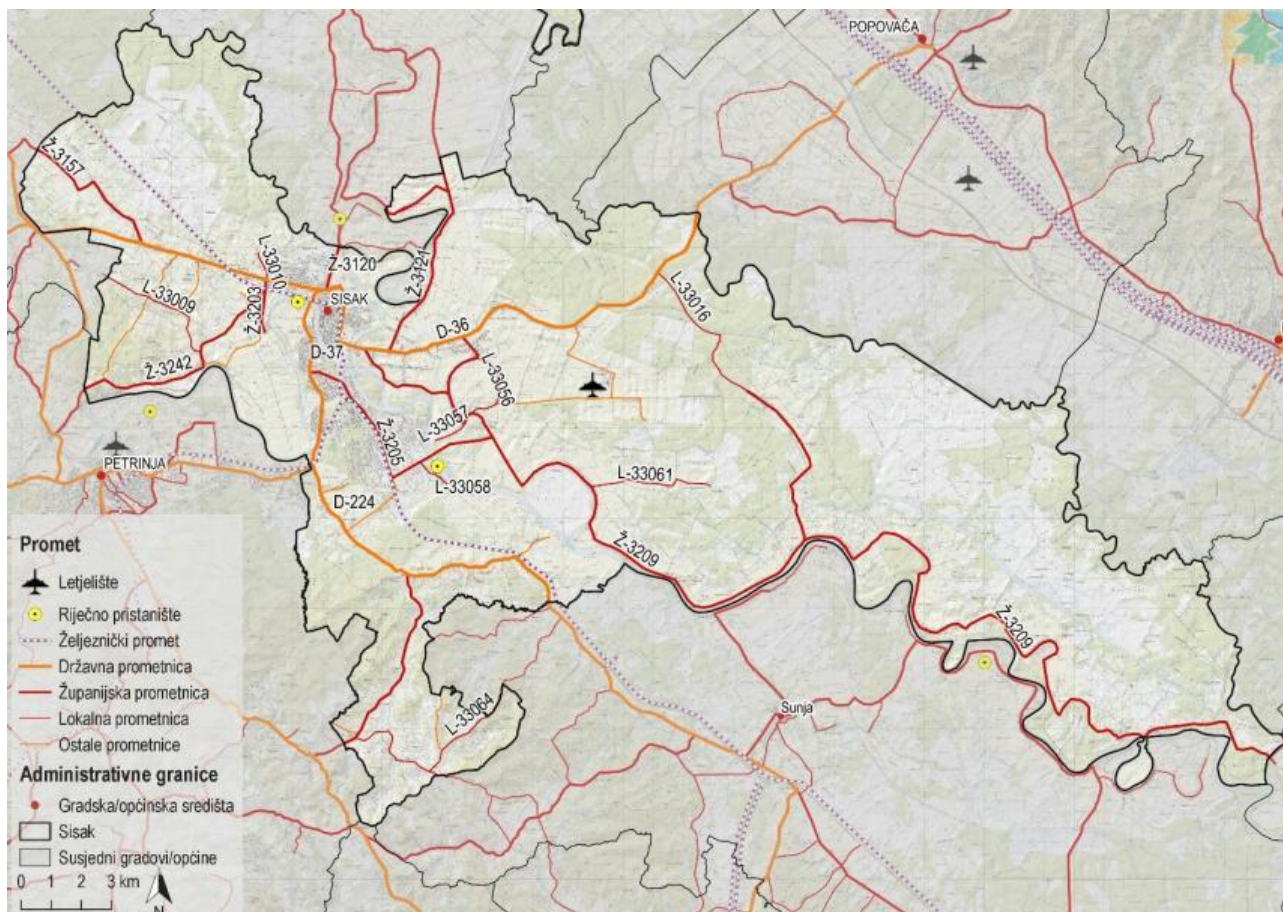 POPOVAČA
Ž-3157
Ž-3120
Ž-3121
L-33010
L-33009
Ž-3203
SISAK
L-33016
D-36
D-37
Ž-3242
L-33056
L-33057
Ž-3205
PETRINJA
L-33058
L-33061
D-224
Ž-3209
Ž-3209
L-33064
Sunja
Promet
Letjelište
Riječno pristanište
Željeznički promet
Državna prometnica
Županijska prometnica
Lokalna prometnica
Ostale prometnice
Administrativne granice
Gradska/općinska središta
Sisak
Susjedni gradovi/općine
0 1 2 3 km
N